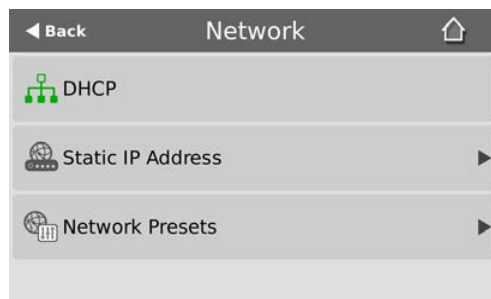 Back
Network
DHCP
Static IP Address
Network Presets